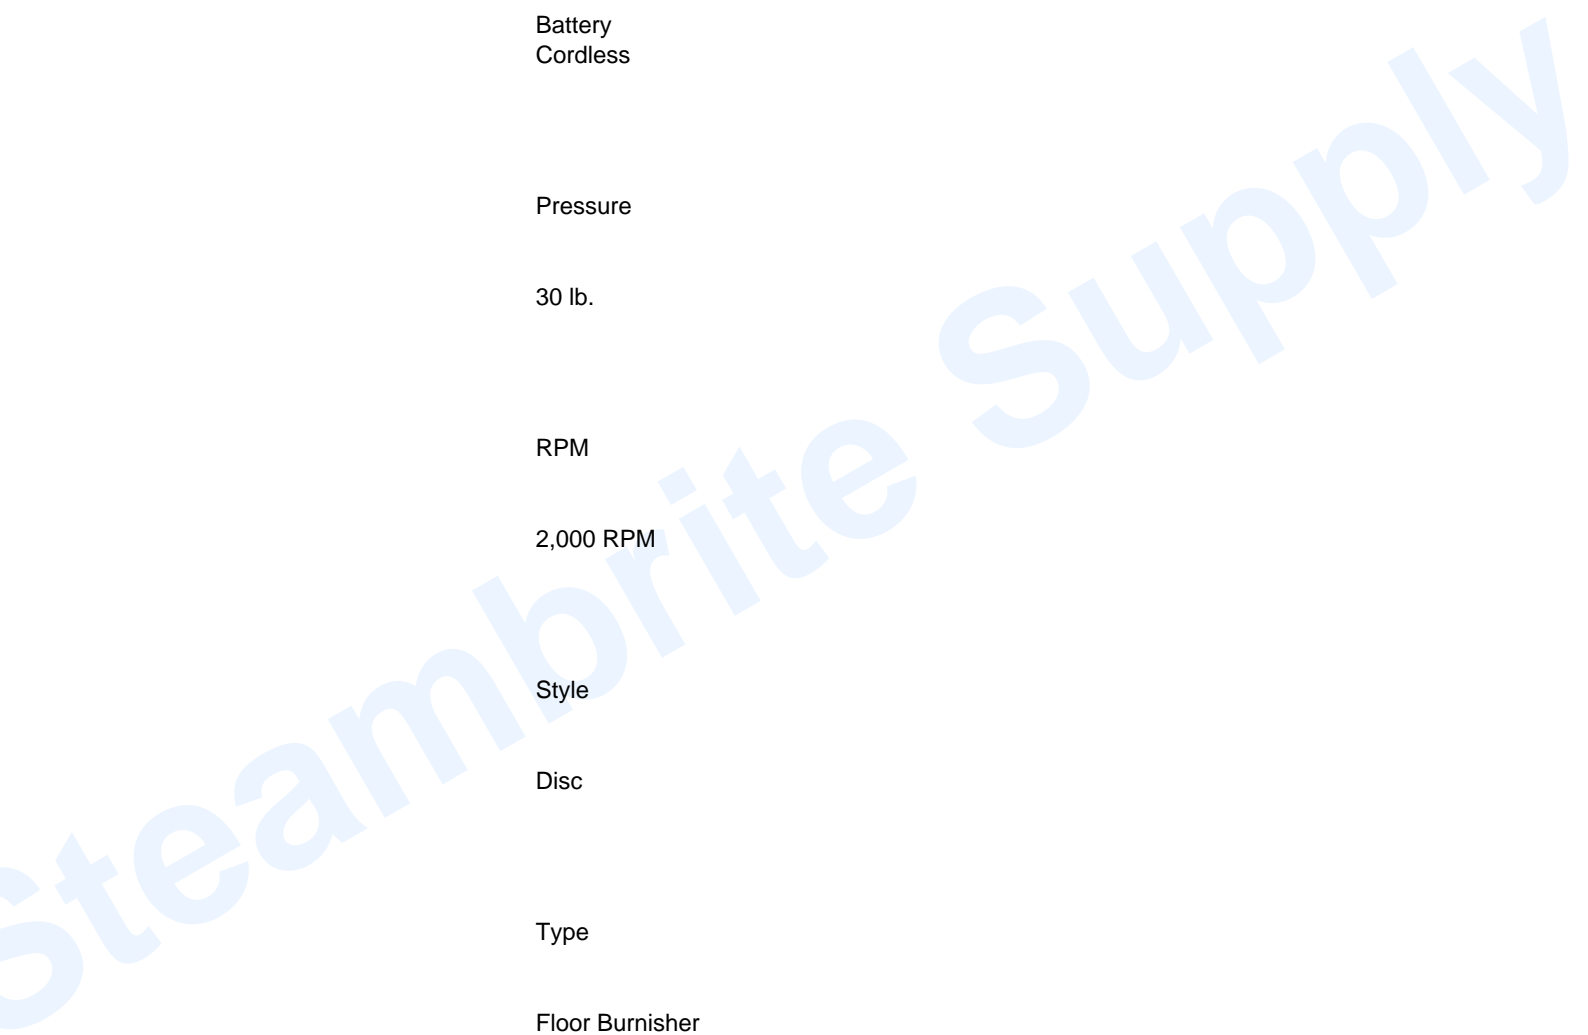 Battery
Cordless
Pressure
30 lb.
RPM
2,000 RPM
Style
Disc
Type
Floor Burnisher
Steambrite Supply